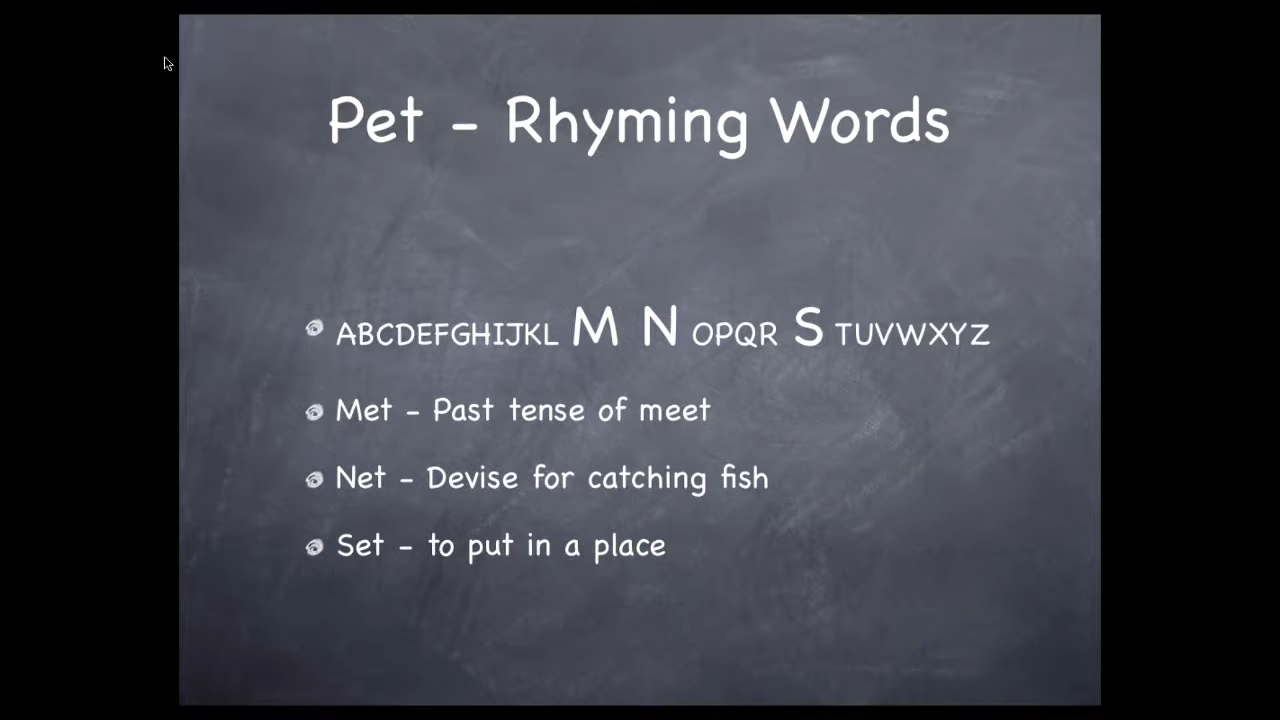 Pet - Rhyming Words
ABCDEFGHIJKL M N OPQR S TUVWXYZ
Met - Past tense of meet
Net - Devise for catching fish
Set - to put in a place